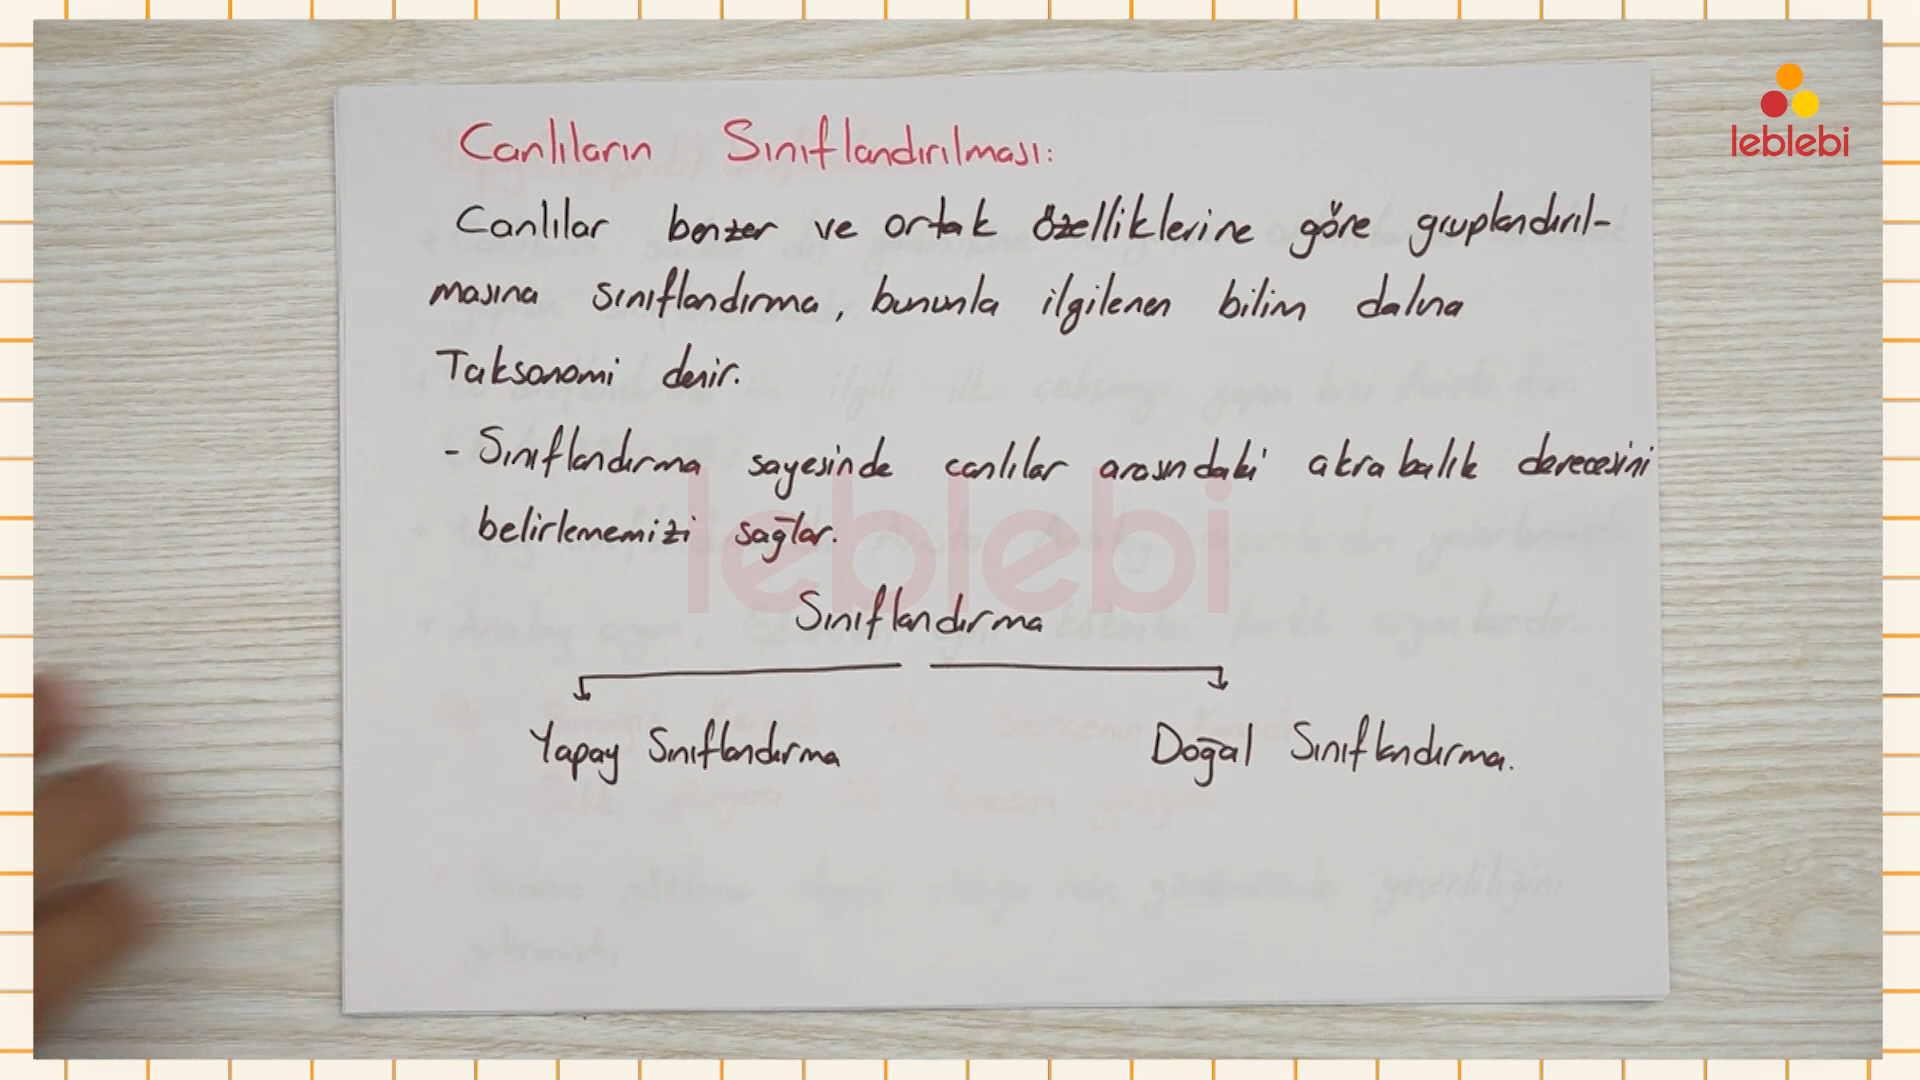 leblebi
Canlıların Sınıflandırılması:
Canlılar benzer ve ortak özelliklerine göre gruplandırıl-
masına sınıflandırma, bununla ilgilenen bilim dalına
Taksonomi denir.
- Sınıflandırma sayesinde canlılar arasındaki akrabalık derecesini
belirlememizi sağlar.
leblebi
Sınıflandırma
Yapay Sınıflandırma Doğal Sınıflandırma.